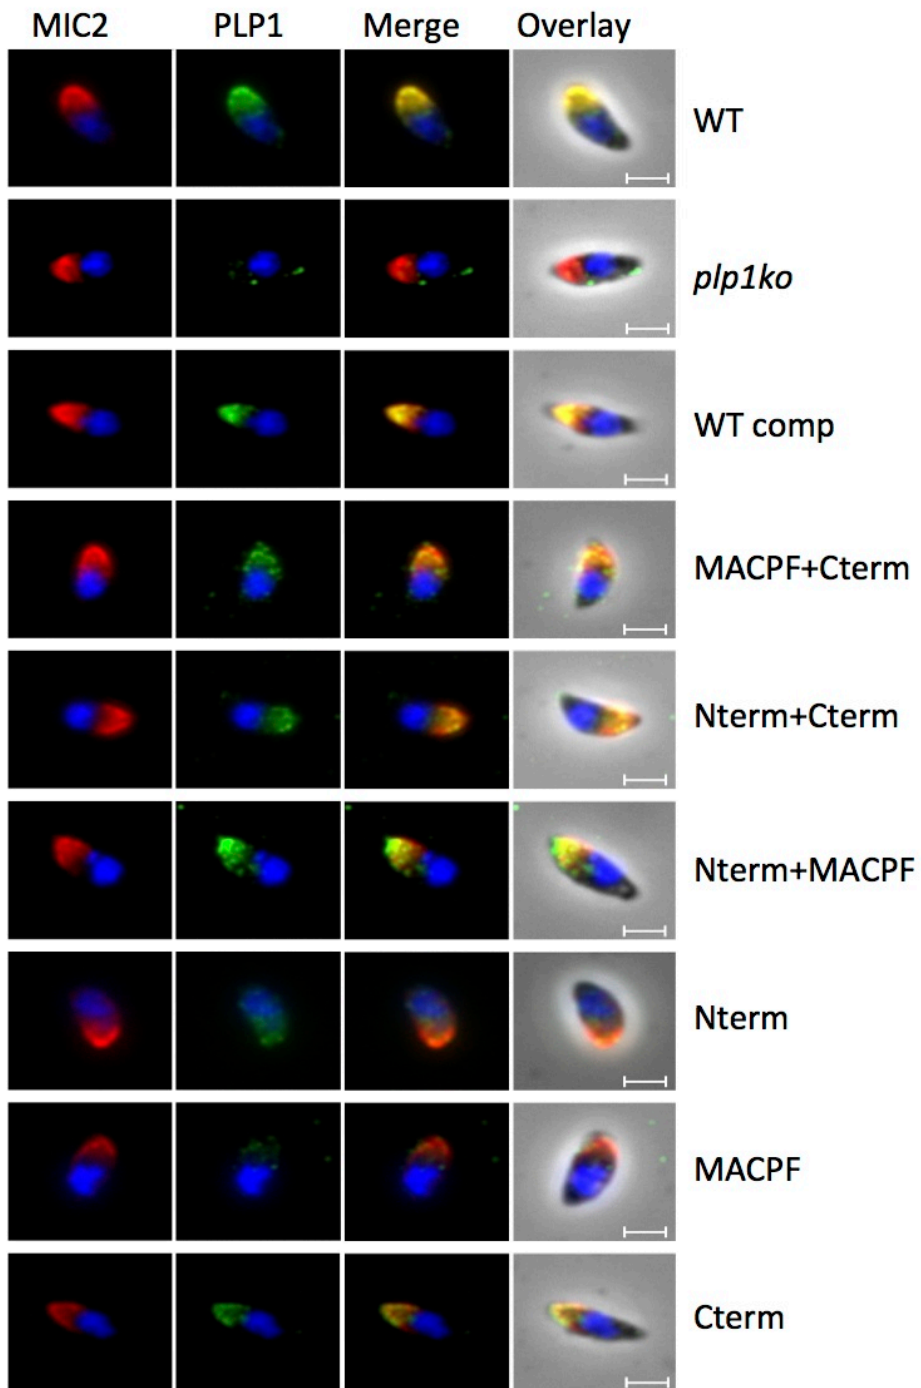 MIC2 PLP1 Merge Overlay
WT
plp1ko
WT comp
MACPF+Cterm
Nterm+Cterm
Nterm+MACPF
Nterm
MACPF
Cterm